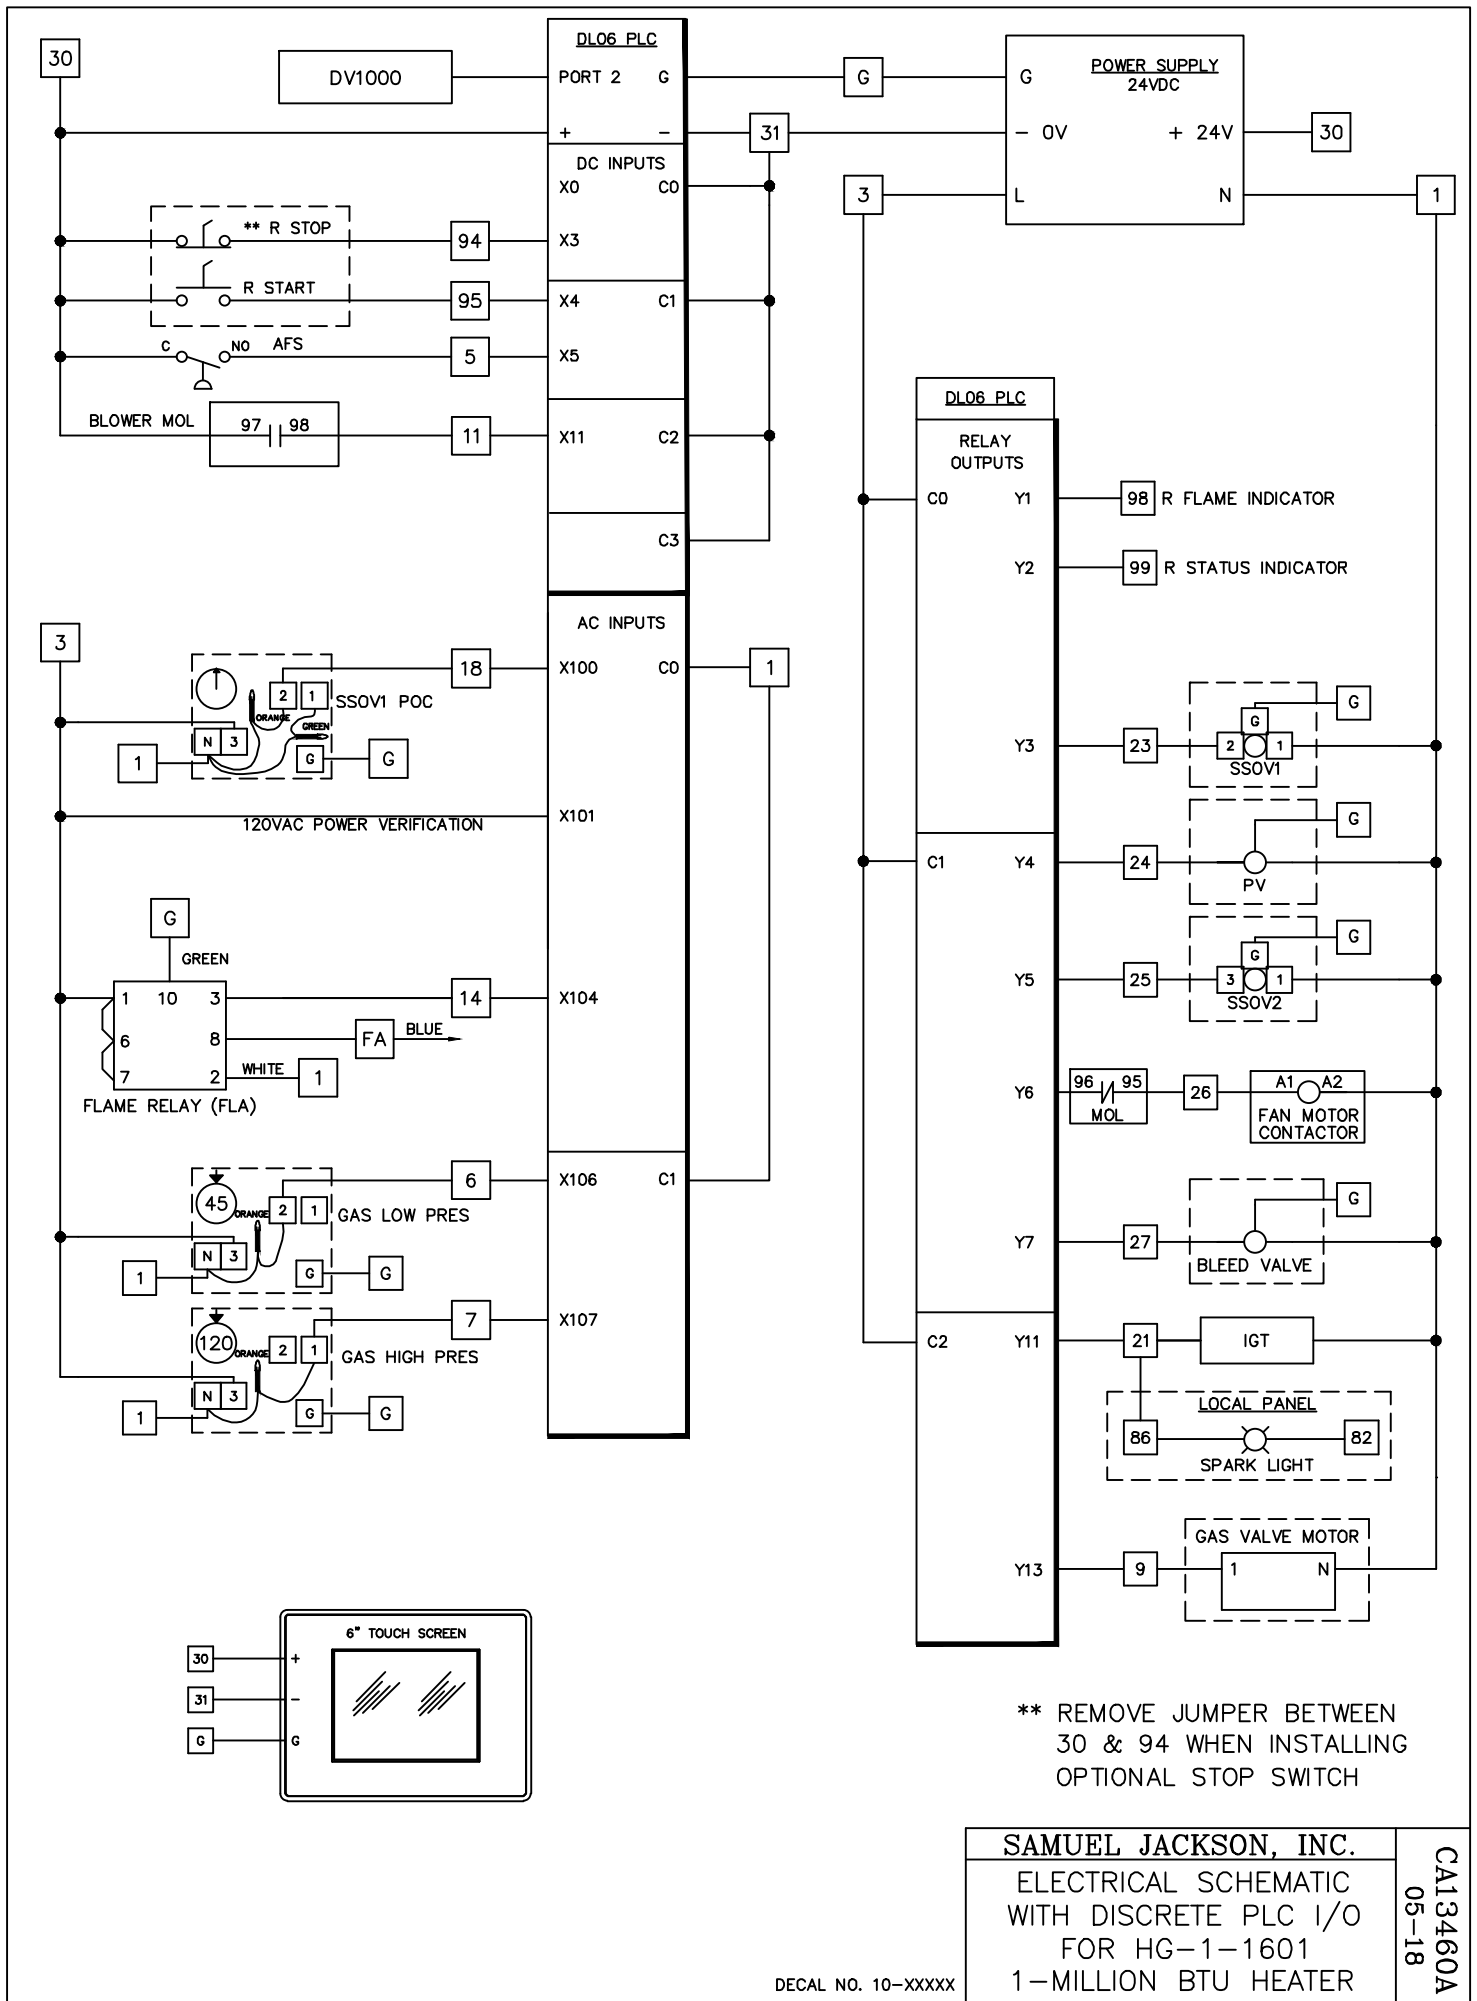 30
DV1000
DL06 PLC
PORT 2 G
G
POWER SUPPLY
24VDC
G
+ -
31
- 0V + 24V
30
DC INPUTS
X0 C0
3
L N
1
** R STOP
94
X3
R START
95
X4 C1
C NO AFS
5
X5
BLOWER MOL
97 98
11
X11 C2
C3
DL06 PLC
RELAY
OUTPUTS
C0 Y1
98 R FLAME INDICATOR
Y2
99 R STATUS INDICATOR
AC INPUTS
3
18
X100 C0
1
2 1
SSOV1 POC
ORANGE
GREEN
N 3
1
G
G
120VAC POWER VERIFICATION
X101
G
GREEN
1 10 3
14
X104
6 8
FA
BLUE
7 2
WHITE
1
FLAME RELAY (FLA)
6
X106 C1
45
ORANGE
2 1
GAS LOW PRES
N 3
1
G
G
7
X107
120
ORANGE
2 1
GAS HIGH PRES
N 3
1
G
G
G
G
Y3
23
2 1
SSOV1
G
C1 Y4
24
PV
G
G
Y5
25
3 1
SSOV2
Y6
96 95
MOL
26
A1 A2
FAN MOTOR
CONTACTOR
G
Y7
27
BLEED VALVE
C2 Y11
21
IGT
LOCAL PANEL
86
82
SPARK LIGHT
GAS VALVE MOTOR
Y13
9
1 N
6" TOUCH SCREEN
30
+
31
-
G
G
** REMOVE JUMPER BETWEEN
30 & 94 WHEN INSTALLING
OPTIONAL STOP SWITCH
SAMUEL JACKSON, INC.
ELECTRICAL SCHEMATIC
WITH DISCRETE PLC I/O
FOR HG-1-1601
1-MILLION BTU HEATER
CA13460A
05-18
DECAL NO. 10-XXXXX